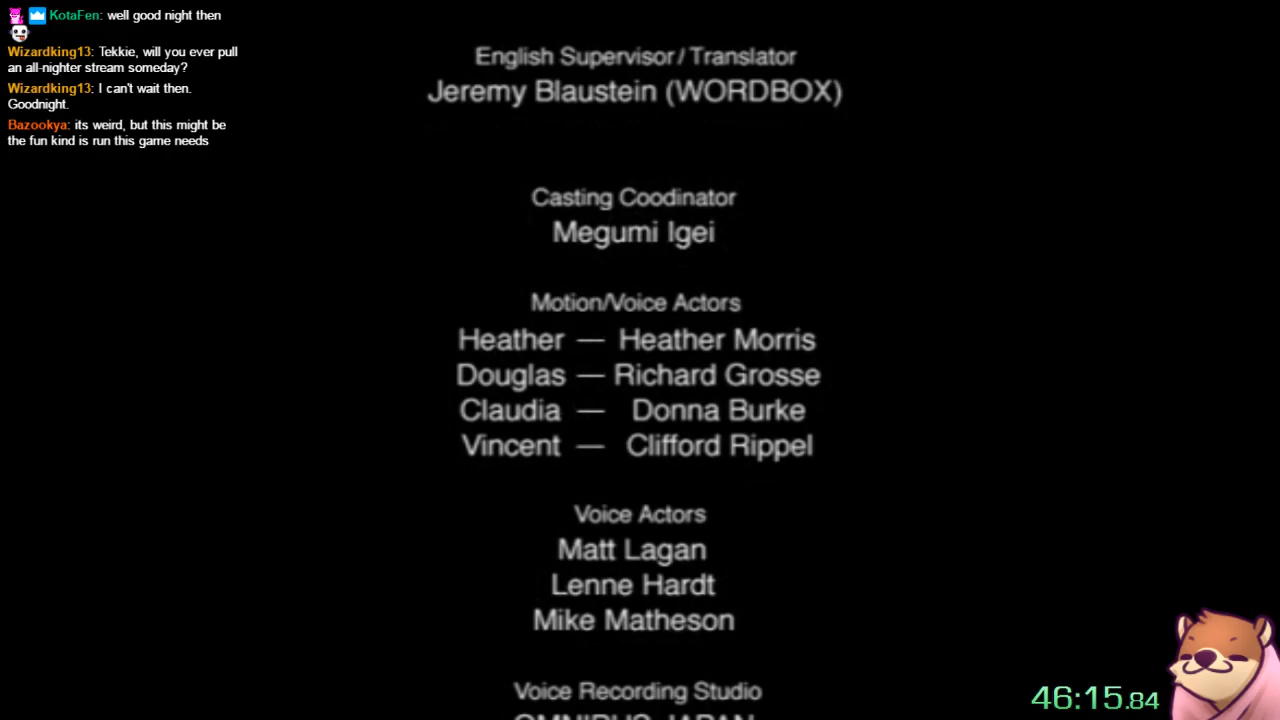 KotaFen: well good night then
Wizardking13: Tekkie, will you ever pull
an all-nighter stream someday?
Wizardking13: I can't wait then.
Goodnight.
Bazookya: its weird, but this might be
the fun kind is run this game needs
English Supervisor / Translator
Jeremy Blaustein (WORDBOX)
Casting Coodinator
Megumi Igei
Motion/Voice Actors
Heather — Heather Morris
Douglas — Richard Grosse
Claudia — Donna Burke
Vincent — Clifford Rippel
Voice Actors
Matt Lagan
Lenne Hardt
Mike Matheson
Voice Recording Studio
OMNIBUS JAPAN
46:15.84